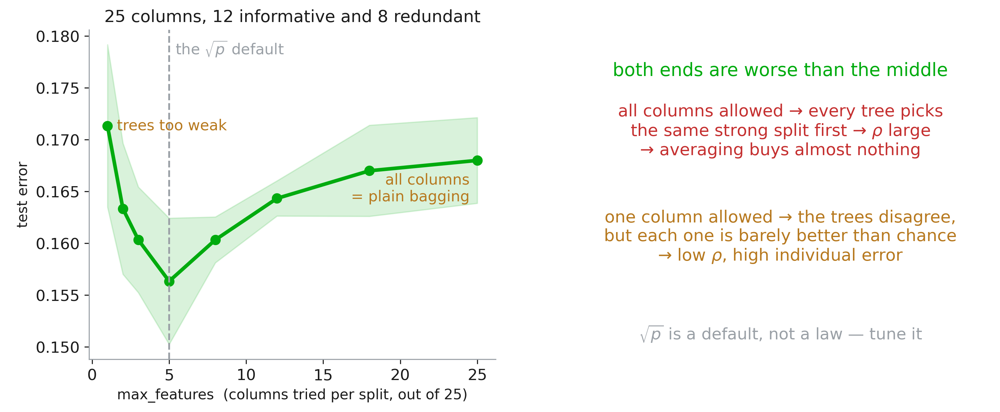 25 columns, 12 informative and 8 redundant
0.180
0.175
0.170
0.165
0.160
0.155
0.150
test error
the √p default
trees too weak
all columns
= plain bagging
0 5 10 15 20 25
max_features (columns tried per split, out of 25)
both ends are worse than the middle
all columns allowed → every tree picks
the same strong split first → ρ large
→ averaging buys almost nothing
one column allowed → the trees disagree,
but each one is barely better than chance
→ low ρ, high individual error
√p is a default, not a law — tune it